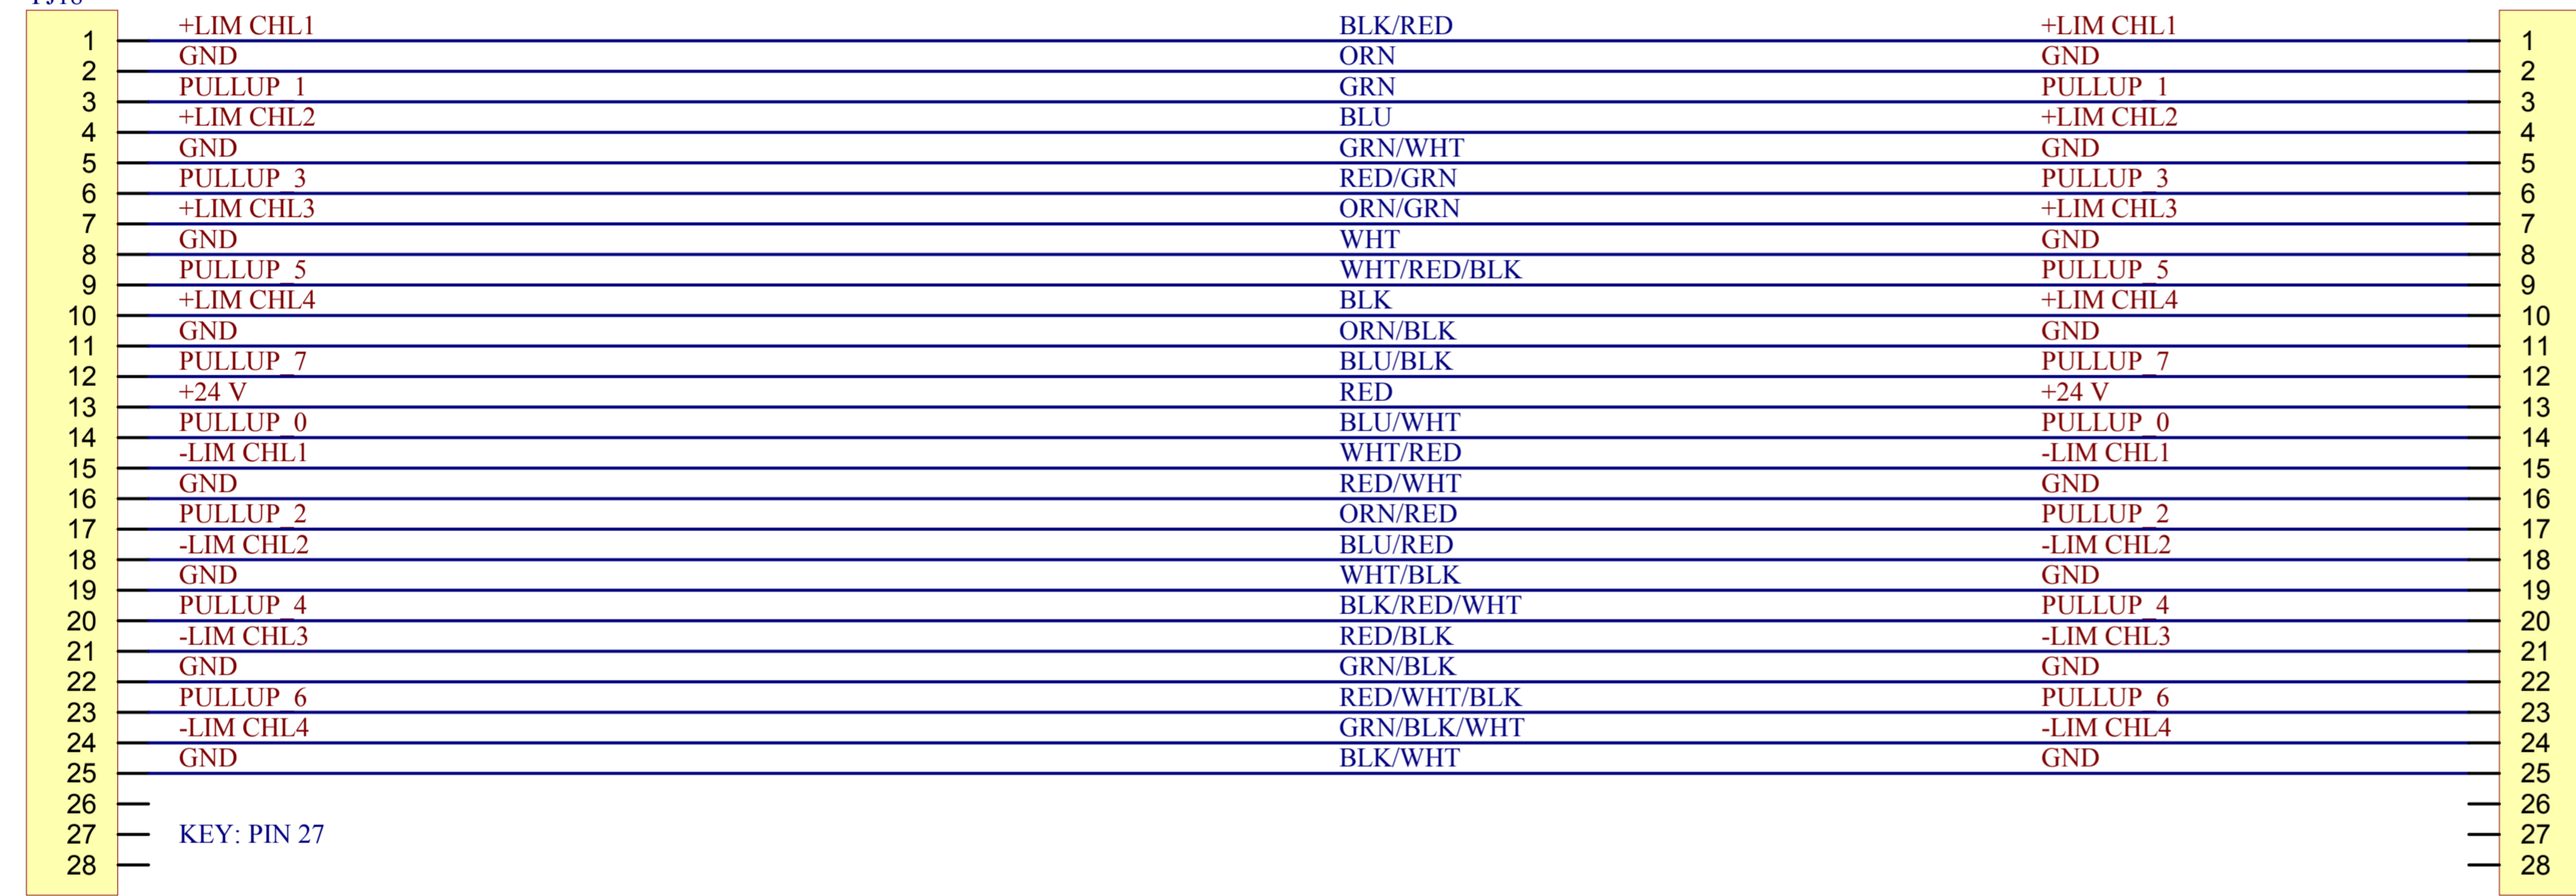 1 +LIM CHL1 BLK/RED +LIM CHL1 1
2 GND ORN GND 2
3 PULLUP_1 GRN PULLUP_1 3
4 +LIM CHL2 BLU +LIM CHL2 4
5 GND GRN/WHT GND 5
6 PULLUP_3 RED/GRN PULLUP_3 6
7 +LIM CHL3 ORN/GRN +LIM CHL3 7
8 GND WHT GND 8
9 PULLUP_5 WHT/RED/BLK PULLUP_5 9
10 +LIM CHL4 BLK +LIM CHL4 10
11 GND ORN/BLK GND 11
12 PULLUP_7 BLU/BLK PULLUP_7 12
13 +24 V RED +24 V 13
14 PULLUP_0 BLU/WHT PULLUP_0 14
15 -LIM CHL1 WHT/RED -LIM CHL1 15
16 GND RED/WHT GND 16
17 PULLUP_2 ORN/RED PULLUP_2 17
18 -LIM CHL2 BLU/RED -LIM CHL2 18
19 GND WHT/BLK GND 19
20 PULLUP_4 BLK/RED/WHT PULLUP_4 20
21 -LIM CHL3 RED/BLK -LIM CHL3 21
22 GND GRN/BLK GND 22
23 PULLUP_6 RED/WHT/BLK PULLUP_6 23
24 -LIM CHL4 GRN/BLK/WHT -LIM CHL4 24
25 GND BLK/WHT GND 25
26 26
27 KEY: PIN 27 27
28 28